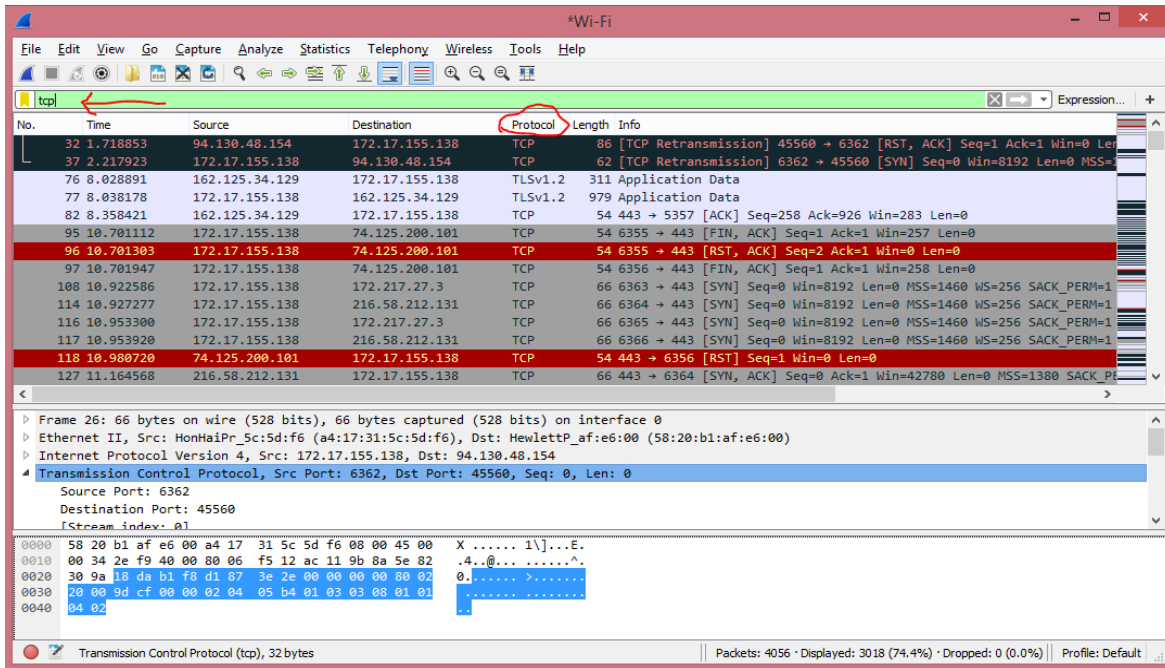 *Wi-Fi
File Edit View Go Capture Analyze Statistics Telephony Wireless Tools Help
tcp Expression... +
No. Time Source Destination Protocol Length Info
32 1.718853 94.130.48.154 172.17.155.138 TCP 86 [TCP Retransmission] 45560 → 6362 [RST, ACK] Seq=1 Ack=1 Win=0 Len
37 2.217923 172.17.155.138 94.130.48.154 TCP 62 [TCP Retransmission] 6362 → 45560 [SYN] Seq=0 Win=8192 Len=0 MSS=1
76 8.028891 162.125.34.129 172.17.155.138 TLSv1.2 311 Application Data
77 8.038178 172.17.155.138 162.125.34.129 TLSv1.2 979 Application Data
82 8.358421 162.125.34.129 172.17.155.138 TCP 54 443 → 5357 [ACK] Seq=258 Ack=926 Win=283 Len=0
95 10.701112 172.17.155.138 74.125.200.101 TCP 54 6355 → 443 [FIN, ACK] Seq=1 Ack=1 Win=257 Len=0
96 10.701303 172.17.155.138 74.125.200.101 TCP 54 6355 → 443 [RST, ACK] Seq=2 Ack=1 Win=0 Len=0
97 10.701947 172.17.155.138 74.125.200.101 TCP 54 6356 → 443 [FIN, ACK] Seq=1 Ack=1 Win=258 Len=0
108 10.922586 172.17.155.138 172.217.27.3 TCP 66 6363 → 443 [SYN] Seq=0 Win=8192 Len=0 MSS=1460 WS=256 SACK_PERM=1
114 10.927277 172.17.155.138 216.58.212.131 TCP 66 6364 → 443 [SYN] Seq=0 Win=8192 Len=0 MSS=1460 WS=256 SACK_PERM=1
116 10.953300 172.17.155.138 172.217.27.3 TCP 66 6365 → 443 [SYN] Seq=0 Win=8192 Len=0 MSS=1460 WS=256 SACK_PERM=1
117 10.953920 172.17.155.138 216.58.212.131 TCP 66 6366 → 443 [SYN] Seq=0 Win=8192 Len=0 MSS=1460 WS=256 SACK_PERM=1
118 10.980720 74.125.200.101 172.17.155.138 TCP 54 443 → 6356 [RST] Seq=1 Win=0 Len=0
127 11.164568 216.58.212.131 172.17.155.138 TCP 66 443 → 6364 [SYN, ACK] Seq=0 Ack=1 Win=42780 Len=0 MSS=1380 SACK_PE
Frame 26: 66 bytes on wire (528 bits), 66 bytes captured (528 bits) on interface 0
Ethernet II, Src: HonHaiPr_5c:5d:f6 (a4:17:31:5c:5d:f6), Dst: HewlettP_af:e6:00 (58:20:b1:af:e6:00)
Internet Protocol Version 4, Src: 172.17.155.138, Dst: 94.130.48.154
Transmission Control Protocol, Src Port: 6362, Dst Port: 45560, Seq: 0, Len: 0
Source Port: 6362
Destination Port: 45560
[Stream index: 0]
0000 58 20 b1 af e6 00 a4 17 31 5c 5d f6 08 00 45 00 X ...... 1\]...E.
0010 00 34 2e f9 40 00 80 06 f5 12 ac 11 9b 8a 5e 82 .4..@... ......^.
0020 30 9a 18 da b1 f8 d1 87 3e 2e 00 00 00 00 80 02 0....... >.......
0030 20 00 9d cf 00 00 02 04 05 b4 01 03 03 08 01 01 ....... ........
0040 04 02 ..
Transmission Control Protocol (tcp), 32 bytes Packets: 4056 · Displayed: 3018 (74.4%) · Dropped: 0 (0.0%) Profile: Default